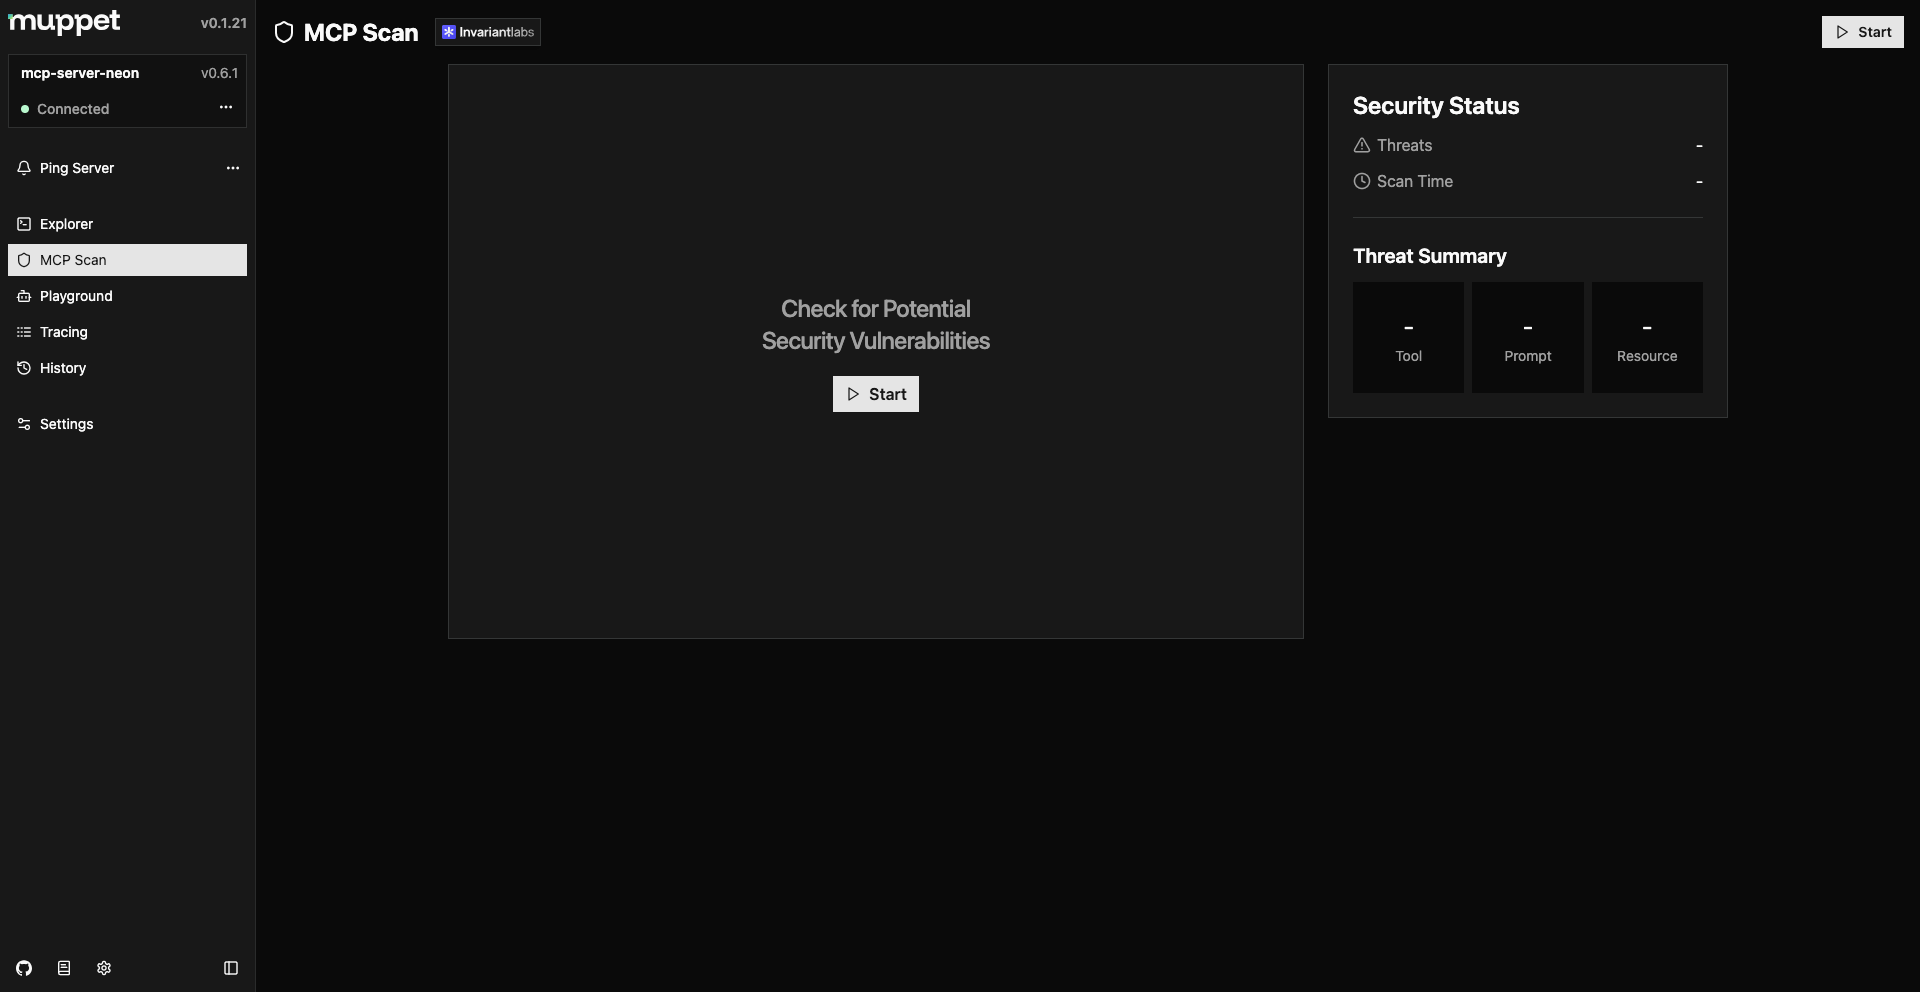 muppet v0.1.21
mcp-server-neon v0.6.1
Connected
Ping Server
Explorer
MCP Scan
Playground
Tracing
History
Settings
MCP Scan
Invariantlabs
Start
Check for Potential
Security Vulnerabilities
Start
Security Status
Threats -
Scan Time -
Threat Summary
- - -
Tool Prompt Resource